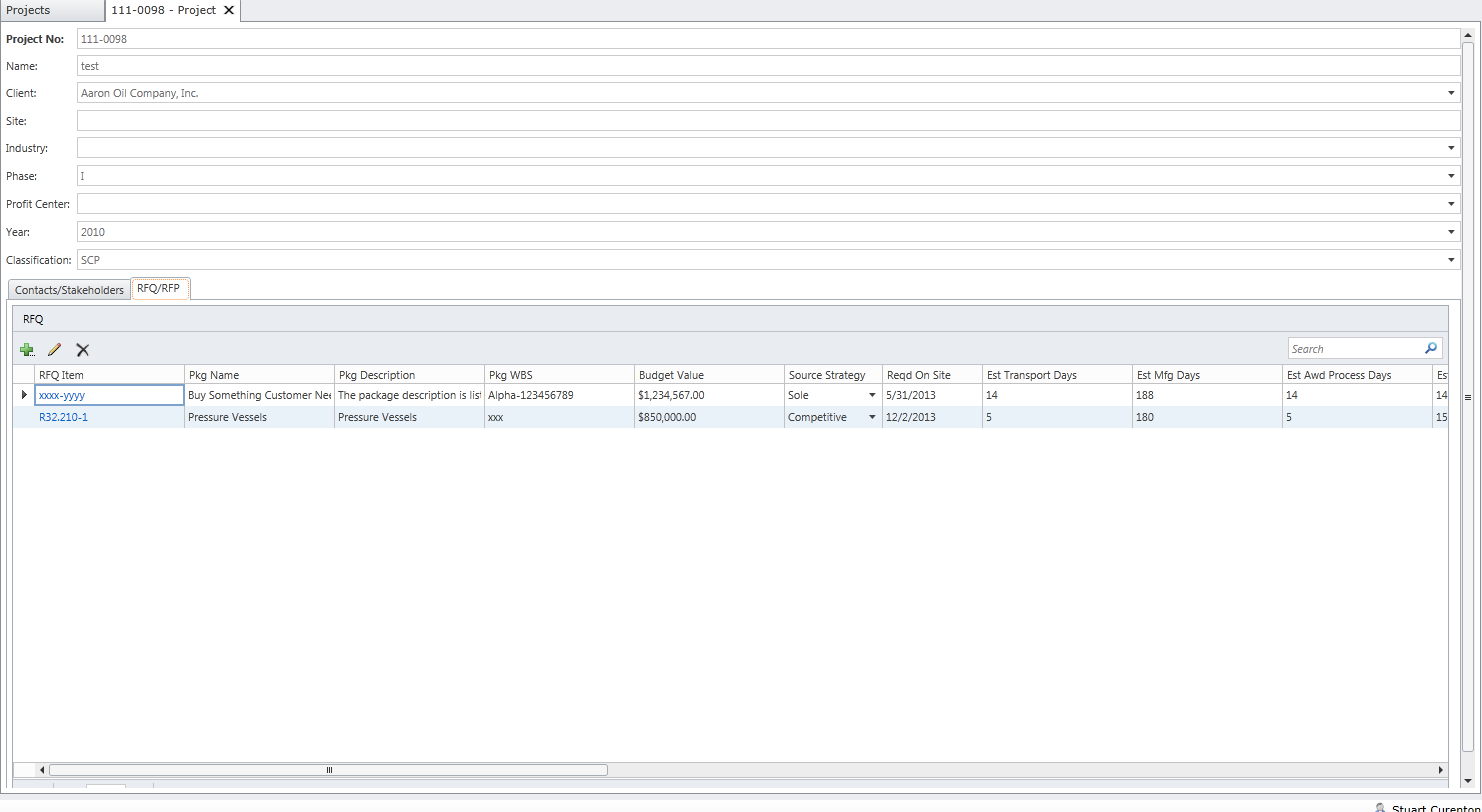 Projects 111-0098 - Project
Project No: 111-0098
Name: test
Client: Aaron Oil Company, Inc.
Site:
Industry:
Phase: I
Profit Center:
Year: 2010
Classification: SCP
Contacts/Stakeholders RFQ/RFP
RFQ
Search
RFQ Item Pkg Name Pkg Description Pkg WBS Budget Value Source Strategy Reqd On Site Est Transport Days Est Mfg Days Est Awd Process Days Es
xxxx-yyyy Buy Something Customer Nee The package description is list Alpha-123456789 $1,234,567.00 Sole 5/31/2013 14 188 14 14
R32.210-1 Pressure Vessels Pressure Vessels xxx $850,000.00 Competitive 12/2/2013 5 180 5 15
Stuart Curenton